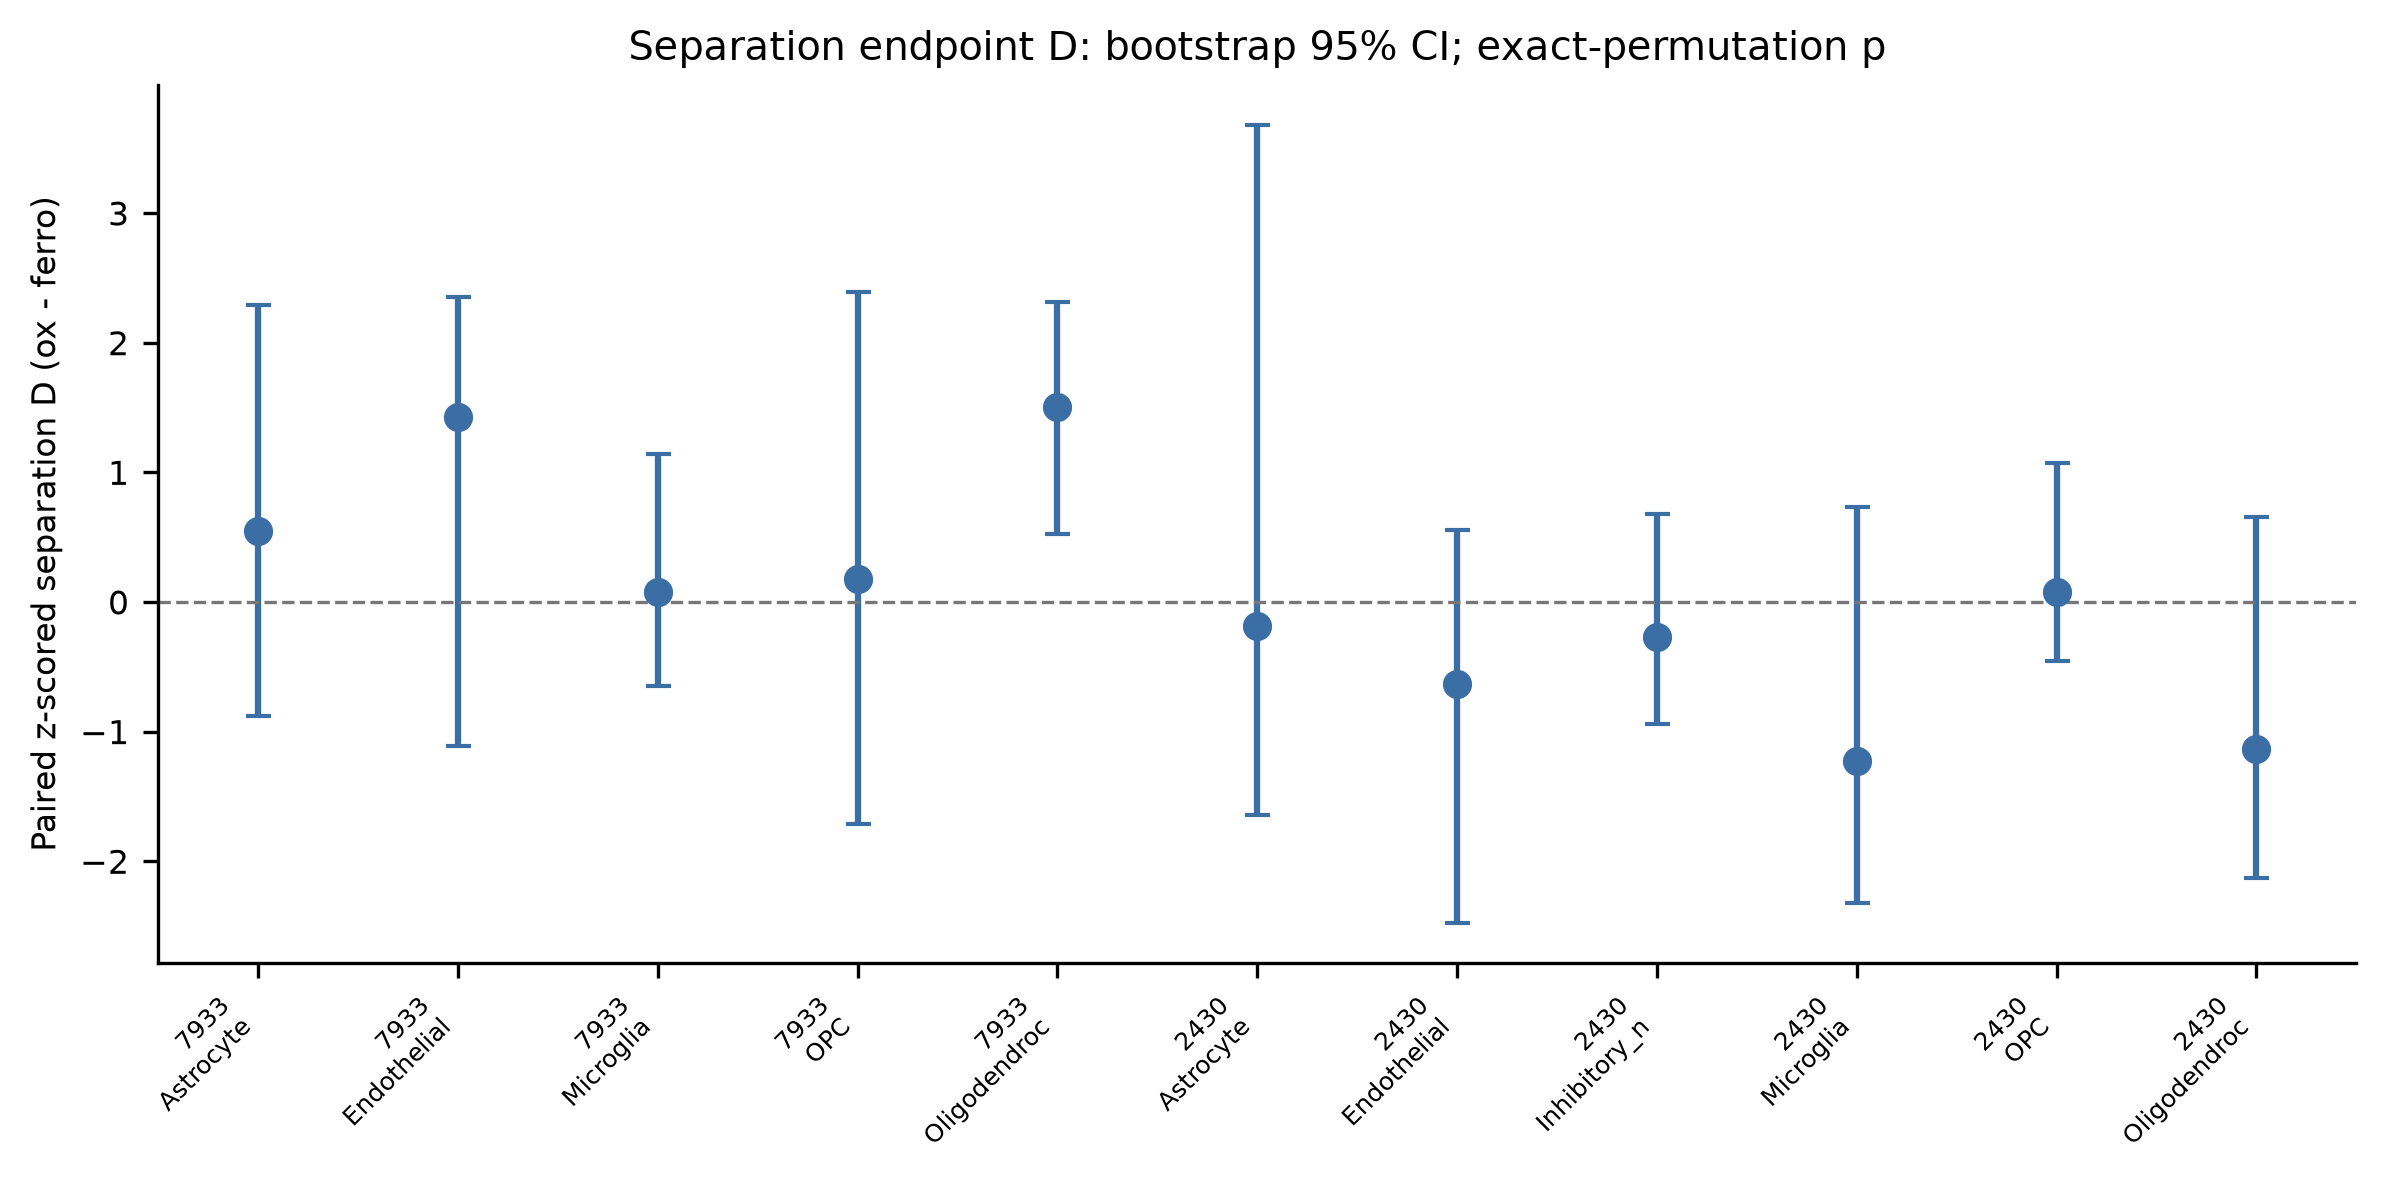 Separation endpoint D: bootstrap 95% CI; exact-permutation p
Paired z-scored separation D (ox - ferro)
3
2
1
0
−1
−2
7933
Astrocyte
7933
Endothelial
7933
Microglia
7933
OPC
7933
Oligodendroc
2430
Astrocyte
2430
Endothelial
2430
Inhibitory_n
2430
Microglia
2430
OPC
2430
Oligodendroc